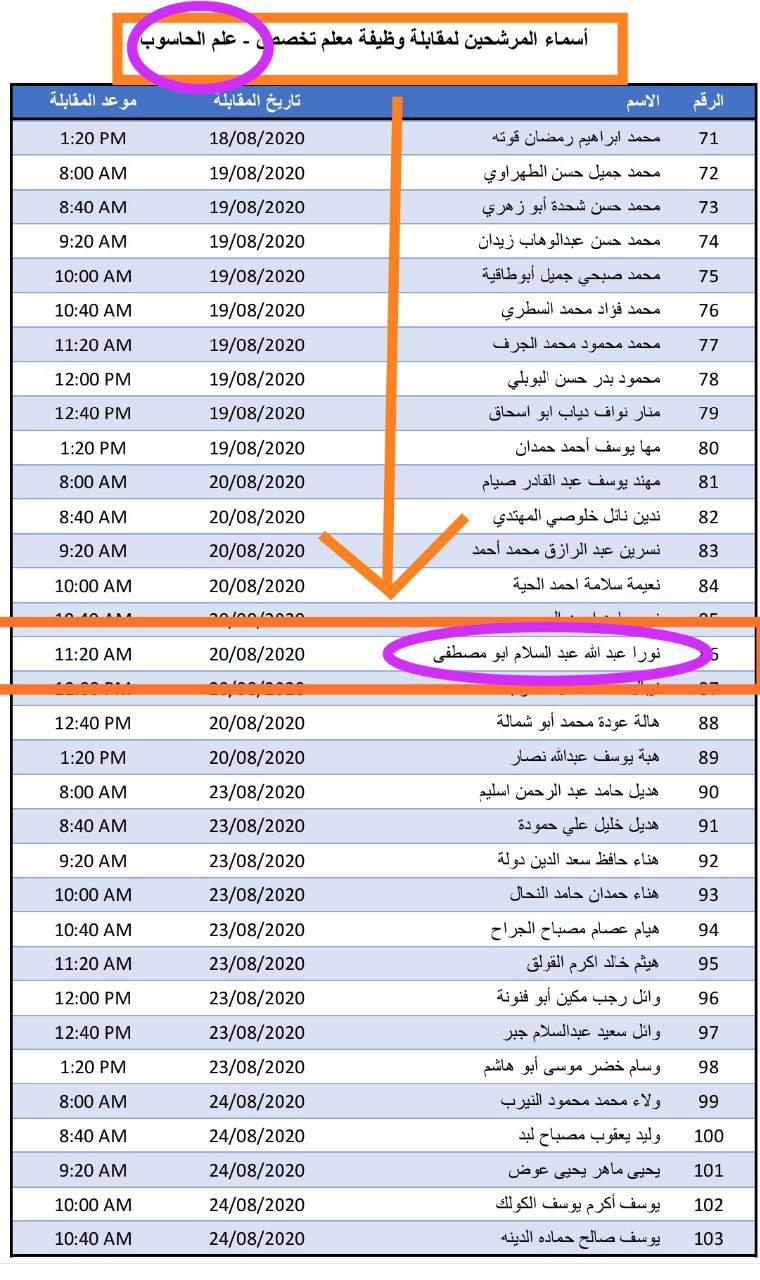 أسماء المرشحين لمقابلة وظيفة معلم تخصص - علم الحاسوب
الرقم الاسم تاريخ المقابلة موعد المقابلة
71 محمد ابراهيم رمضان قوته 18/08/2020 1:20 PM
72 محمد جميل حسن الطهراوي 19/08/2020 8:00 AM
73 محمد حسن شحدة أبو زهري 19/08/2020 8:40 AM
74 محمد حسن عبدالوهاب زيدان 19/08/2020 9:20 AM
75 محمد صبحي جميل أبوطاقية 19/08/2020 10:00 AM
76 محمد فؤاد محمد السطري 19/08/2020 10:40 AM
77 محمد محمود محمد الجرف 19/08/2020 11:20 AM
78 محمود بدر حسن البوبلي 19/08/2020 12:00 PM
79 منار نواف دياب ابو اسحاق 19/08/2020 12:40 PM
80 مها يوسف أحمد حمدان 19/08/2020 1:20 PM
81 مهند يوسف عبد القادر صيام 20/08/2020 8:00 AM
82 ندين نائل خلوصي المهتدي 20/08/2020 8:40 AM
83 نسرين عبد الرازق محمد أحمد 20/08/2020 9:20 AM
84 نعيمة سلامة احمد الحية 20/08/2020 10:00 AM
85 20/08/2020 10:40 AM
86 نورا عبد الله عبد السلام ابو مصطفى 20/08/2020 11:20 AM
87 20/08/2020 12:00 PM
88 هالة عودة محمد أبو شمالة 20/08/2020 12:40 PM
89 هبة يوسف عبدالله نصار 20/08/2020 1:20 PM
90 هديل حامد عبد الرحمن اسليم 23/08/2020 8:00 AM
91 هديل خليل علي حمودة 23/08/2020 8:40 AM
92 هناء حافظ سعد الدين دولة 23/08/2020 9:20 AM
93 هناء حمدان حامد النحال 23/08/2020 10:00 AM
94 هيام عصام مصباح الجراح 23/08/2020 10:40 AM
95 هيثم خالد اكرم القولق 23/08/2020 11:20 AM
96 وائل رجب مكين أبو فنونة 23/08/2020 12:00 PM
97 وائل سعيد عبدالسلام جبر 23/08/2020 12:40 PM
98 وسام خضر موسى أبو هاشم 23/08/2020 1:20 PM
99 ولاء محمد محمود النيرب 24/08/2020 8:00 AM
100 وليد يعقوب مصباح لبد 24/08/2020 8:40 AM
101 يحيى ماهر يحيى عوض 24/08/2020 9:20 AM
102 يوسف أكرم يوسف الكولك 24/08/2020 10:00 AM
103 يوسف صالح حماده الدينه 24/08/2020 10:40 AM